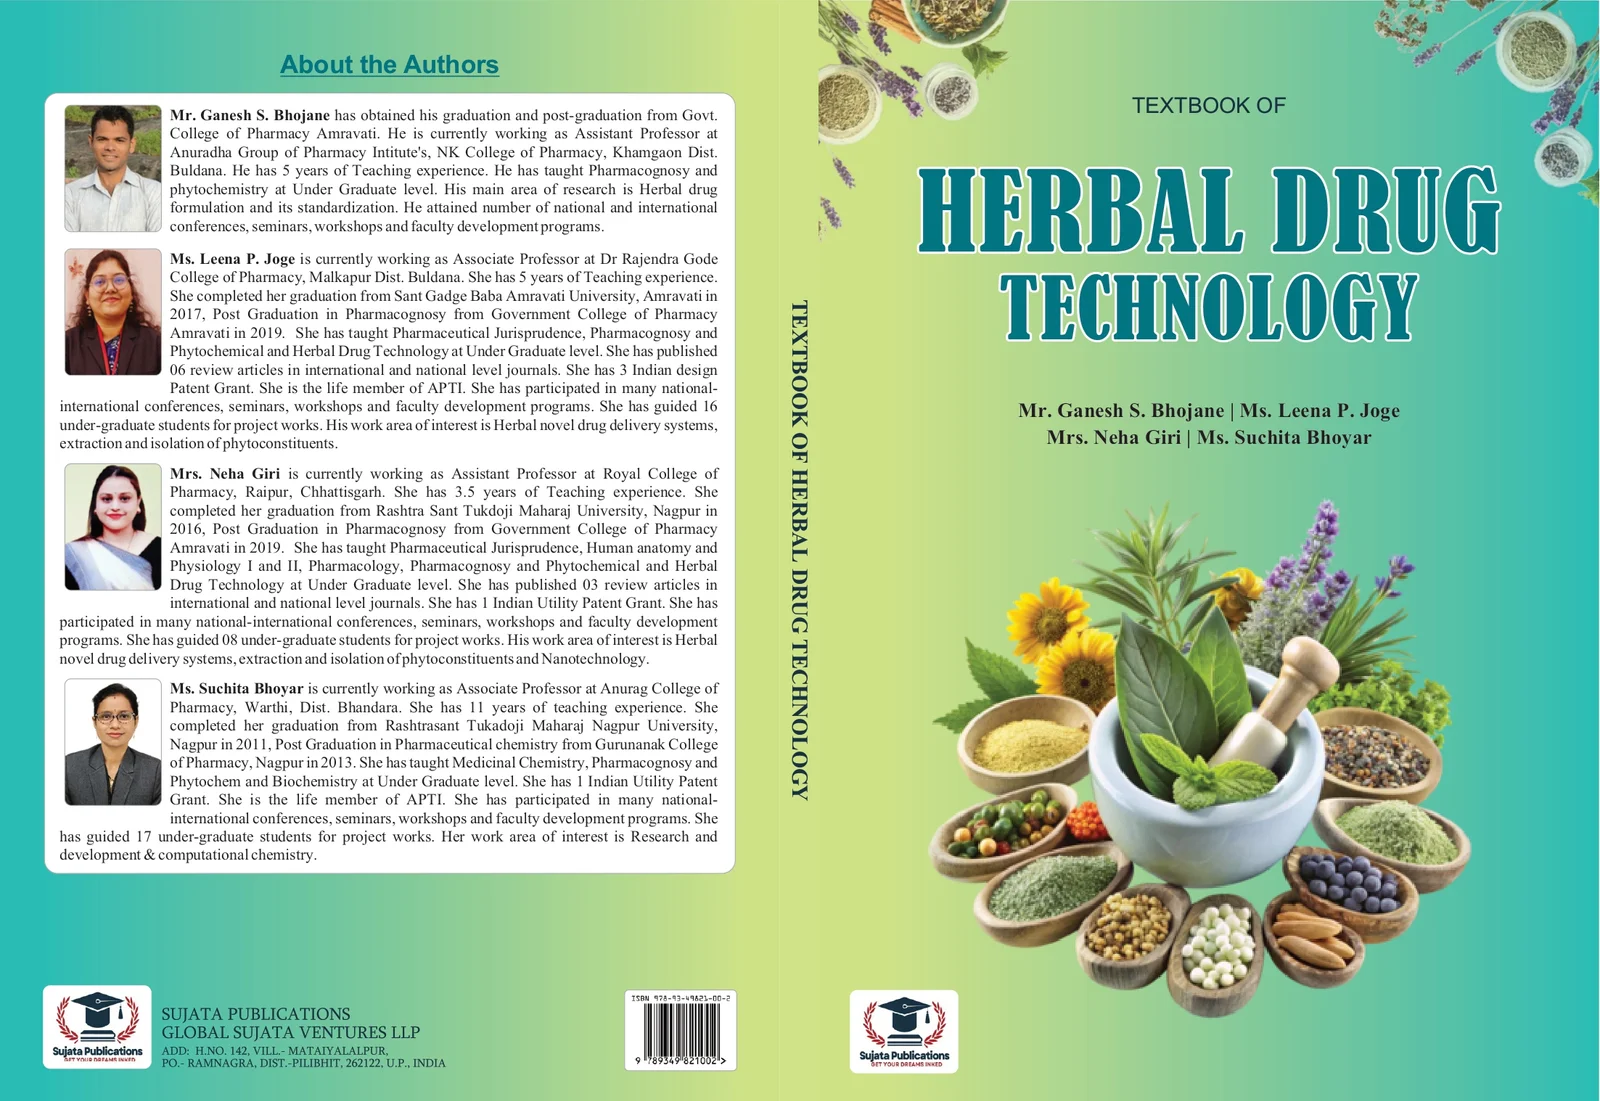 About the Authors
Mr. Ganesh S. Bhojane has obtained his graduation and post-graduation from Govt.
College of Pharmacy Amravati. He is currently working as Assistant Professor at
Anuradha Group of Pharmacy Intitute's, NK College of Pharmacy, Khamgaon Dist.
Buldana. He has 5 years of Teaching experience. He has taught Pharmacognosy and
phytochemistry at Under Graduate level. His main area of research is Herbal drug
formulation and its standardization. He attained number of national and international
conferences, seminars, workshops and faculty development programs.
Ms. Leena P. Joge is currently working as Associate Professor at Dr Rajendra Gode
College of Pharmacy, Malkapur Dist. Buldana. She has 5 years of Teaching experience.
She completed her graduation from Sant Gadge Baba Amravati University, Amravati in
2017, Post Graduation in Pharmacognosy from Government College of Pharmacy
Amravati in 2019. She has taught Pharmaceutical Jurisprudence, Pharmacognosy and
Phytochemical and Herbal Drug Technology at Under Graduate level. She has published
06 review articles in international and national level journals. She has 3 Indian design
Patent Grant. She is the life member of APTI. She has participated in many national-
international conferences, seminars, workshops and faculty development programs. She has guided 16
under-graduate students for project works. His work area of interest is Herbal novel drug delivery systems,
extraction and isolation of phytoconstituents.
Mrs. Neha Giri is currently working as Assistant Professor at Royal College of
Pharmacy, Raipur, Chhattisgarh. She has 3.5 years of Teaching experience. She
completed her graduation from Rashtra Sant Tukdoji Maharaj University, Nagpur in
2016, Post Graduation in Pharmacognosy from Government College of Pharmacy
Amravati in 2019. She has taught Pharmaceutical Jurisprudence, Human anatomy and
Physiology I and II, Pharmacology, Pharmacognosy and Phytochemical and Herbal
Drug Technology at Under Graduate level. She has published 03 review articles in
international and national level journals. She has 1 Indian Utility Patent Grant. She has
participated in many national-international conferences, seminars, workshops and faculty development
programs. She has guided 08 under-graduate students for project works. His work area of interest is Herbal
novel drug delivery systems, extraction and isolation of phytoconstituents and Nanotechnology.
Ms. Suchita Bhoyar is currently working as Associate Professor at Anurag College of
Pharmacy, Warthi, Dist. Bhandara. She has 11 years of teaching experience. She
completed her graduation from Rashtrasant Tukadoji Maharaj Nagpur University,
Nagpur in 2011, Post Graduation in Pharmaceutical chemistry from Gurunanak College
of Pharmacy, Nagpur in 2013. She has taught Medicinal Chemistry, Pharmacognosy and
Phytochem and Biochemistry at Under Graduate level. She has 1 Indian Utility Patent
Grant. She is the life member of APTI. She has participated in many national-
international conferences, seminars, workshops and faculty development programs. She
has guided 17 under-graduate students for project works. Her work area of interest is Research and
development & computational chemistry.
Sujata Publications
GET YOUR DREAMS INKED
SUJATA PUBLICATIONS
GLOBAL SUJATA VENTURES LLP
ADD: H.NO. 142, VILL.- MATAIYALALPUR,
PO.- RAMNAGRA, DIST.-PILIBHIT, 262122, U.P., INDIA
ISBN 978-93-49821-00-2
9 789349 821002 >
TEXTBOOK OF HERBAL DRUG TECHNOLOGY
TEXTBOOK OF
HERBAL DRUG
TECHNOLOGY
Mr. Ganesh S. Bhojane | Ms. Leena P. Joge
Mrs. Neha Giri | Ms. Suchita Bhoyar
Sujata Publications
GET YOUR DREAMS INKED